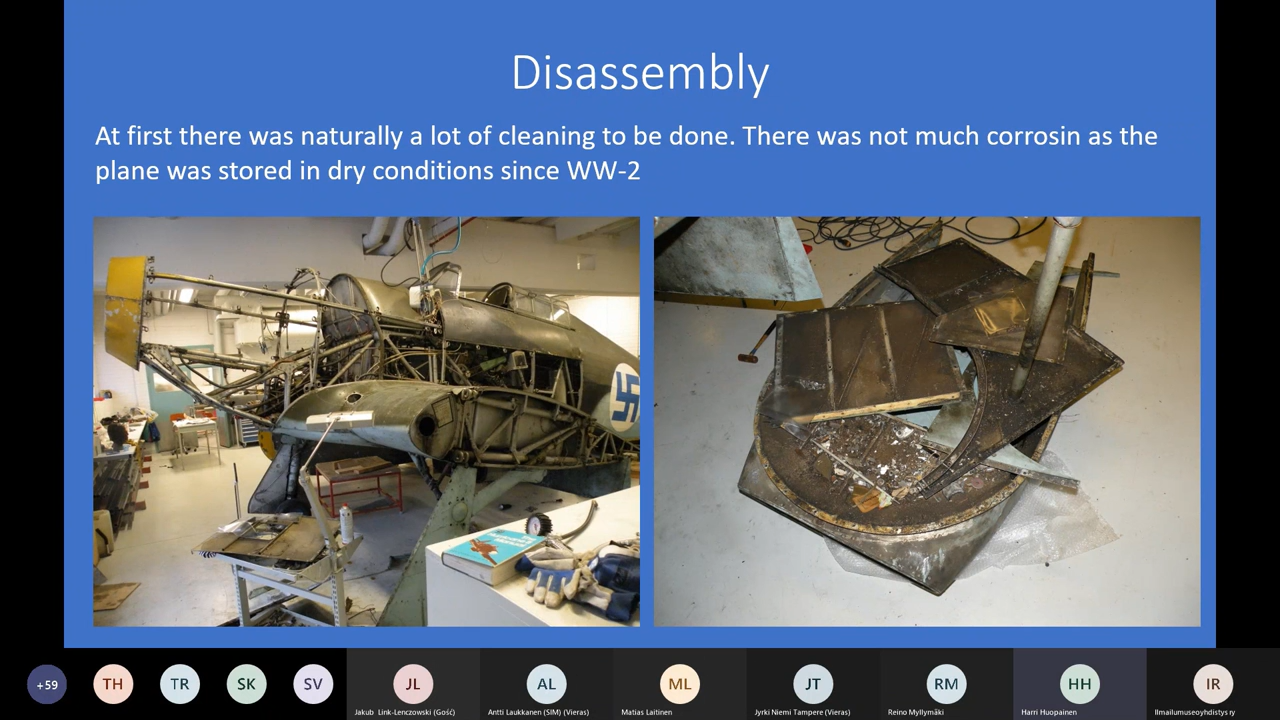 Disassembly
At first there was naturally a lot of cleaning to be done. There was not much corrosin as the
plane was stored in dry conditions since WW-2
+59
TH
TR
SK
SV
JL
AL
ML
JT
RM
HH
IR
Jakub Link-Lenczowski (Gość)
Antti Laukkanen (SIM) (Vieras)
Matias Laitinen
Jyrki Niemi Tampere (Vieras)
Reino Myllymäki
Harri Huopainen
Ilmailumuseoyhdistys ry